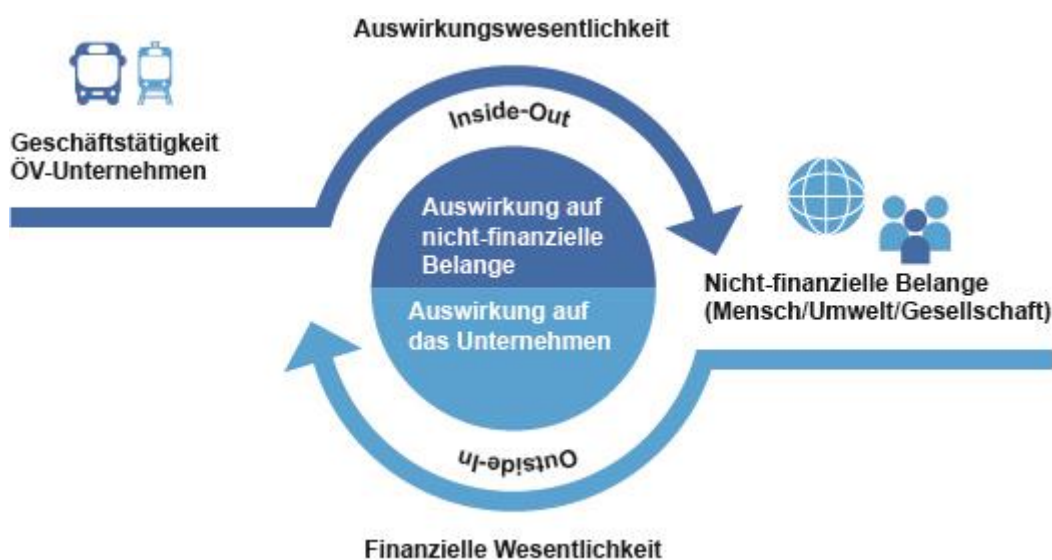 Auswirkungswesentlichkeit
Geschäftstätigkeit
ÖV-Unternehmen
Inside-Out
Auswirkung auf
nicht-finanzielle
Belange
Auswirkung auf
das Unternehmen
Nicht-finanzielle Belange
(Mensch/Umwelt/Gesellschaft)
Outside-In
Finanzielle Wesentlichkeit